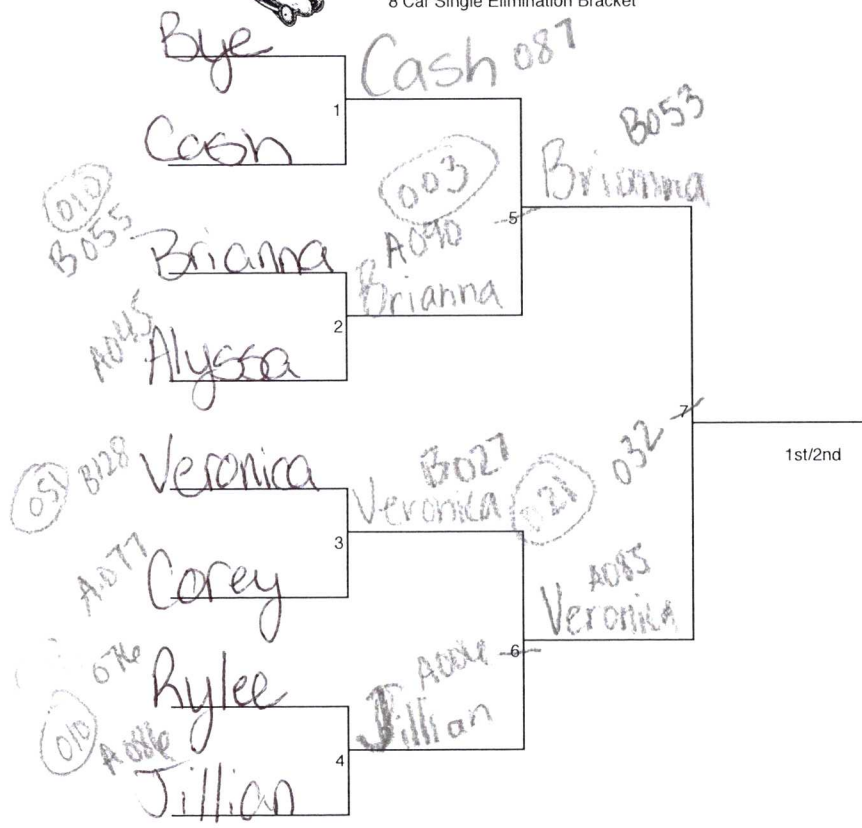 8 Car Single Elimination Bracket
Bye
Cash 087
1
Cash
B053
Brianna
003
5
010
B055
A090
Brianna
Brianna
2
A045
Alyssa
7
032
1st/2nd
B027
Veronica
051
B128
Veronica
021
3
A077
Corey
A085
Veronica
6
Rylee
Jillian
010
A086
4
Jillian